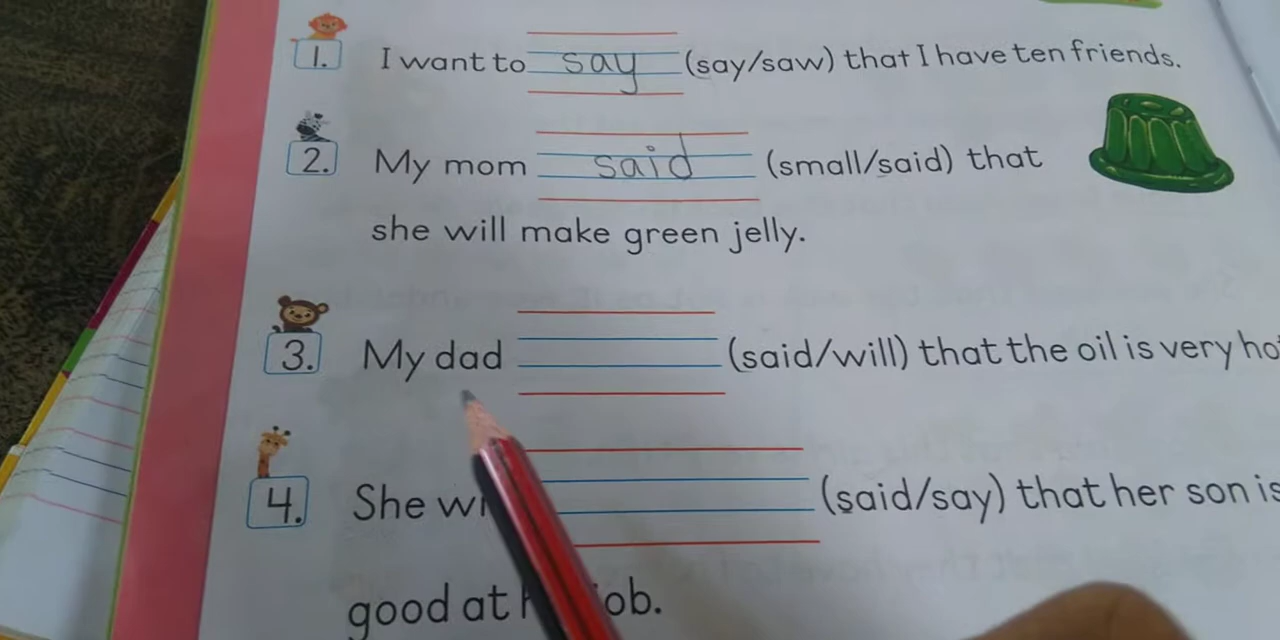 1. I want to say (say/saw) that I have ten friends.
2. My mom said (small/said) that
she will make green jelly.
3. My dad (said/will) that the oil is very
4. She (said/say) that her son is
good at